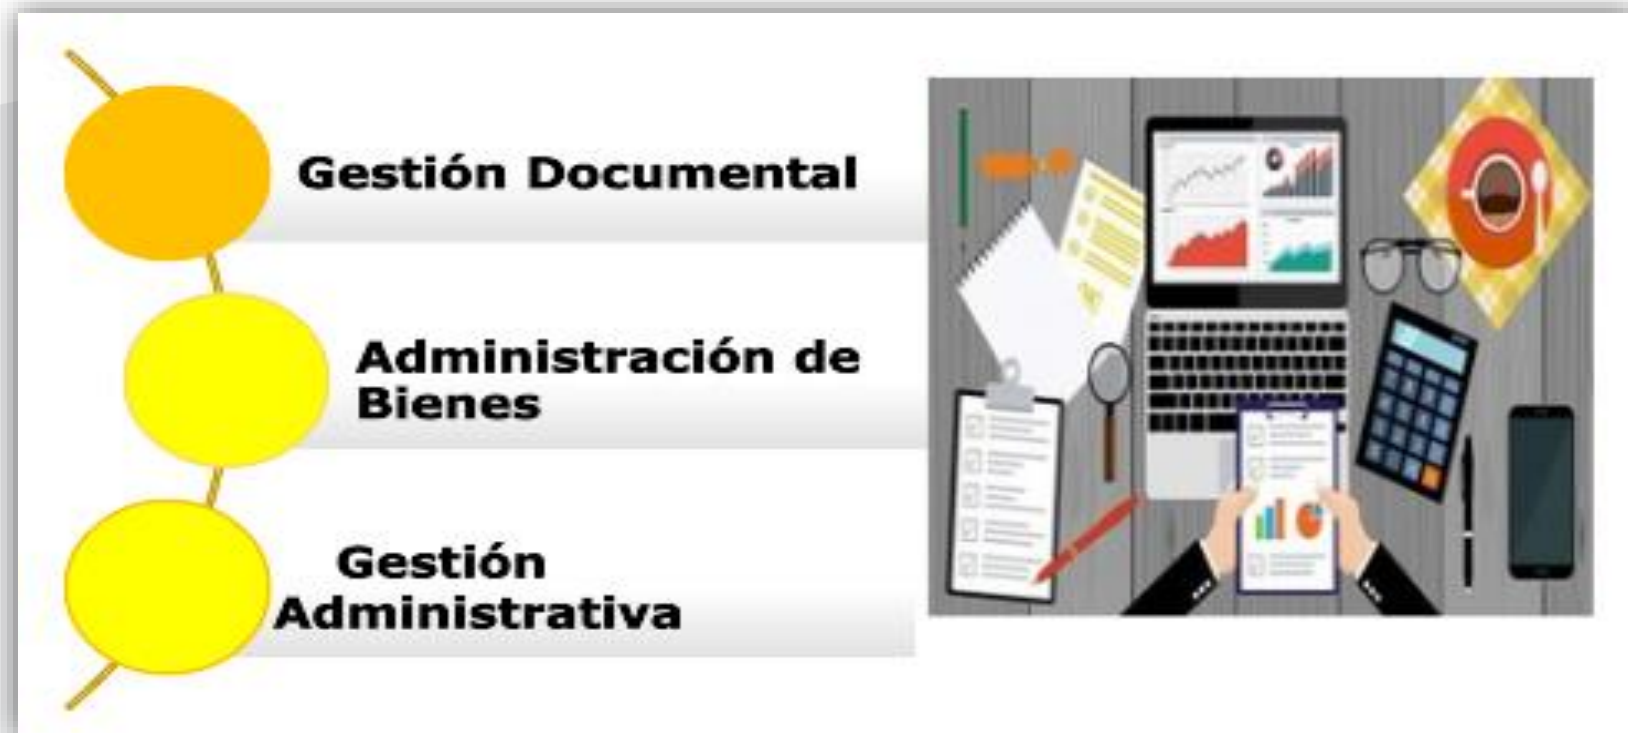 Gestión Documental
Administración de
Bienes
Gestión
Administrativa